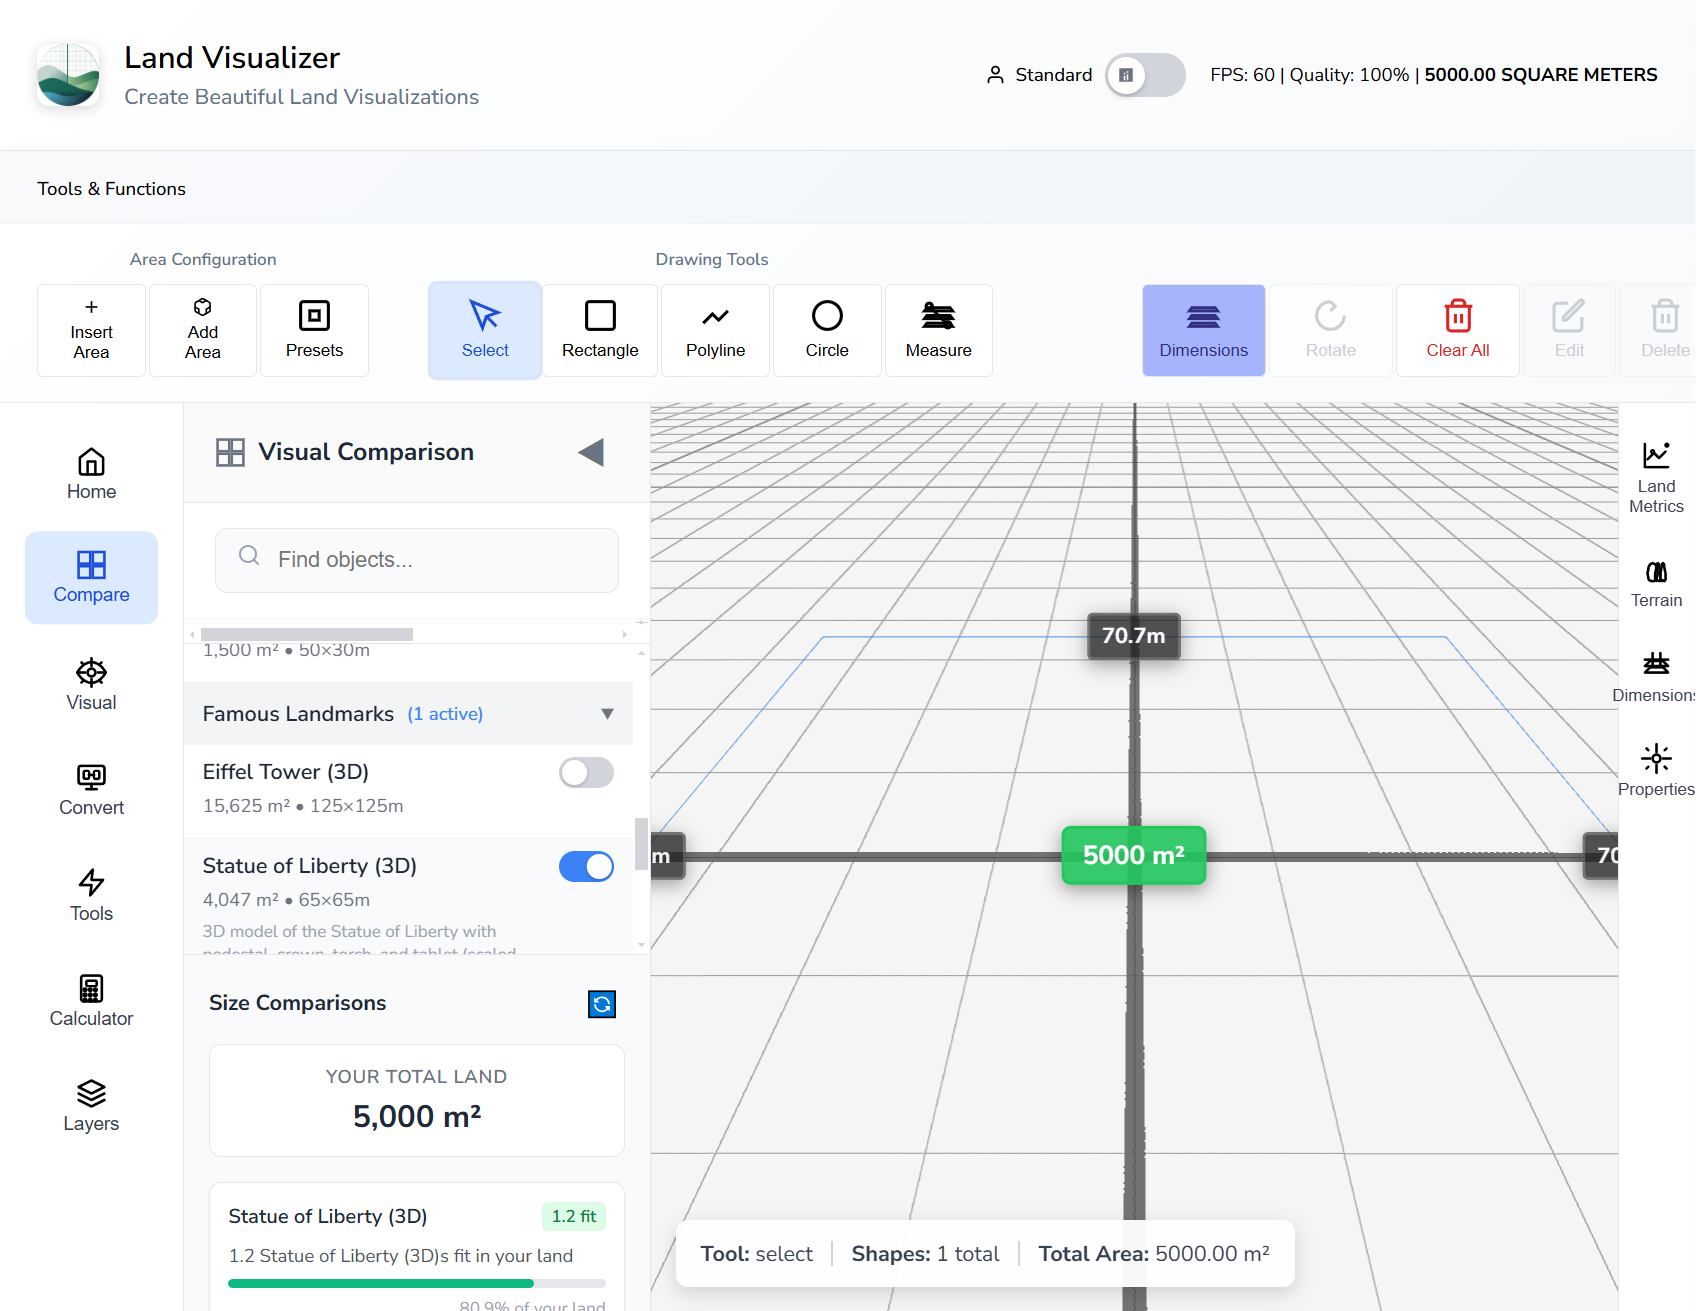 Land Visualizer
Create Beautiful Land Visualizations
Standard
FPS: 60 | Quality: 100% | 5000.00 SQUARE METERS
Tools & Functions
Area Configuration
Drawing Tools
Insert
Area
Add
Area
Presets
Select
Rectangle
Polyline
Circle
Measure
Dimensions
Rotate
Clear All
Edit
Delete
Home
Compare
Visual
Convert
Tools
Calculator
Layers
Visual Comparison
Find objects...
1,500 m² • 50×30m
Famous Landmarks (1 active)
Eiffel Tower (3D)
15,625 m² • 125×125m
Statue of Liberty (3D)
4,047 m² • 65×65m
3D model of the Statue of Liberty with
pedestal, crown, torch, and tablet (scaled
Size Comparisons
YOUR TOTAL LAND
5,000 m²
Statue of Liberty (3D)
1.2 fit
1.2 Statue of Liberty (3D)s fit in your land
80.9% of your land
70.7m
m
5000 m²
70
Tool: select
Shapes: 1 total
Total Area: 5000.00 m²
Land
Metrics
Terrain
Dimensions
Properties